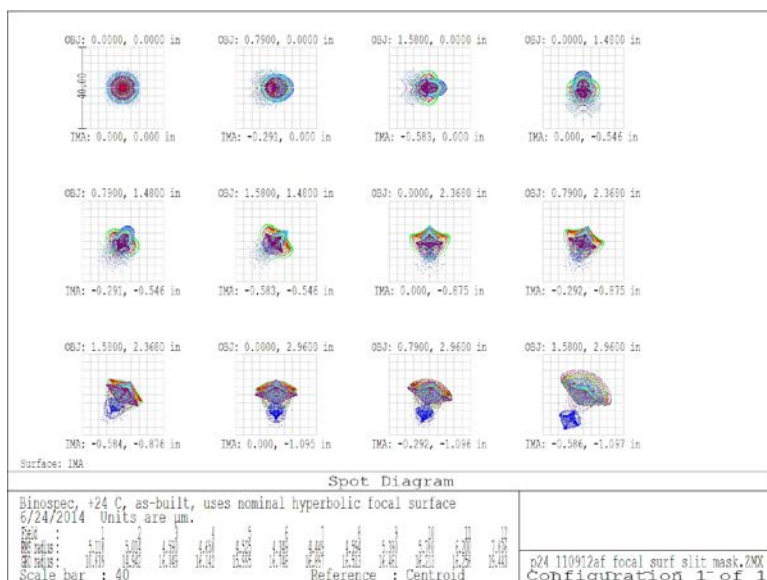 OBJ: 0.0000, 0.0000 in
OBJ: 0.7900, 0.0000 in
OBJ: 1.5800, 0.0000 in
OBJ: 0.0000, 1.4800 in
40.00
IMA: 0.000, 0.000 in
IMA: -0.291, 0.000 in
IMA: -0.583, 0.000 in
IMA: 0.000, -0.546 in
OBJ: 0.7900, 1.4800 in
OBJ: 1.5800, 1.4800 in
OBJ: 0.0000, 2.3680 in
OBJ: 0.7900, 2.3680 in
IMA: -0.291, -0.546 in
IMA: -0.583, -0.546 in
IMA: 0.000, -0.875 in
IMA: -0.292, -0.875 in
OBJ: 1.5800, 2.3680 in
OBJ: 0.0000, 2.9600 in
OBJ: 0.7900, 2.9600 in
OBJ: 1.5800, 2.9600 in
IMA: -0.584, -0.876 in
IMA: 0.000, -1.095 in
IMA: -0.292, -1.096 in
IMA: -0.586, -1.097 in
Surface: IMA
Spot Diagram
Binospec, +24 C, as-built, uses nominal hyperbolic focal surface
6/24/2014 Units are µm.
Field :
RMS radius :
GEO radius :
Scale bar : 40 Reference : Centroid
p24 110912af focal surf slit mask.ZMX
Configuration 1 of 1